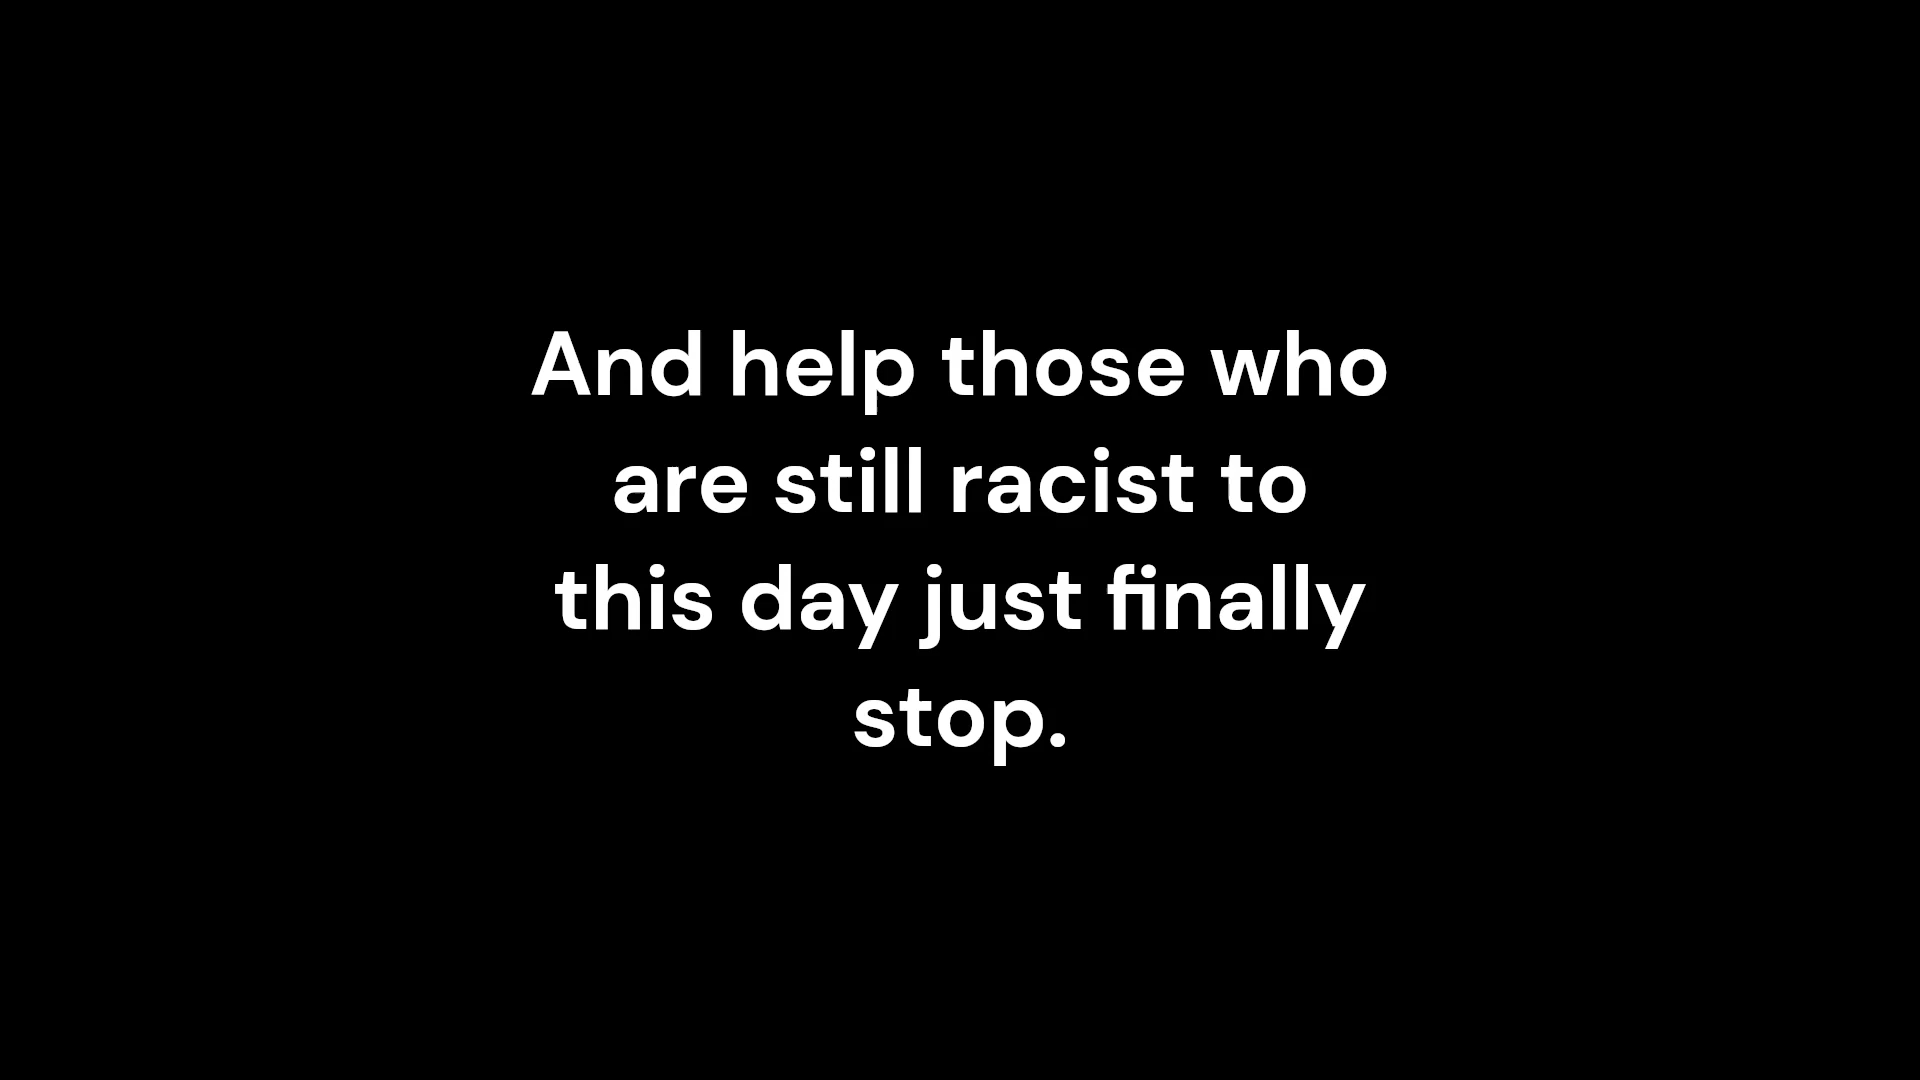 And help those who
are still racist to
this day just finally
stop.